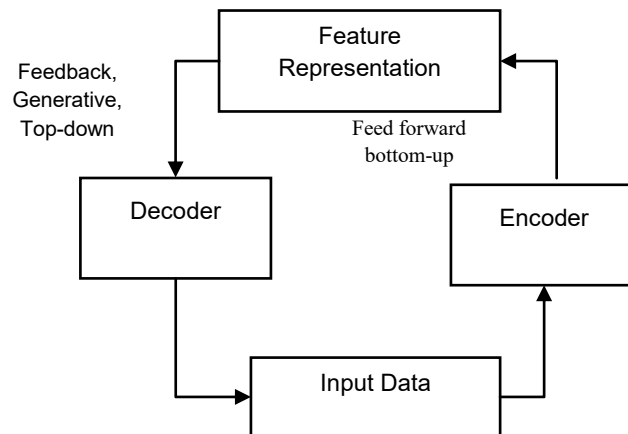 Feature
Representation
Feedback,
Generative,
Top-down
Feed forward
bottom-up
Decoder
Encoder
Input Data